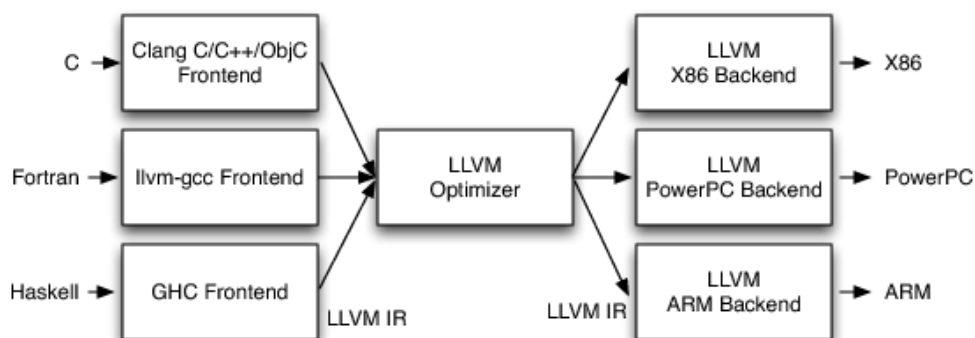 C
Clang C/C++/ObjC
Frontend
LLVM
X86 Backend
X86
Fortran
llvm-gcc Frontend
LLVM
Optimizer
LLVM
PowerPC Backend
PowerPC
Haskell
GHC Frontend
LLVM IR
LLVM IR
LLVM
ARM Backend
ARM